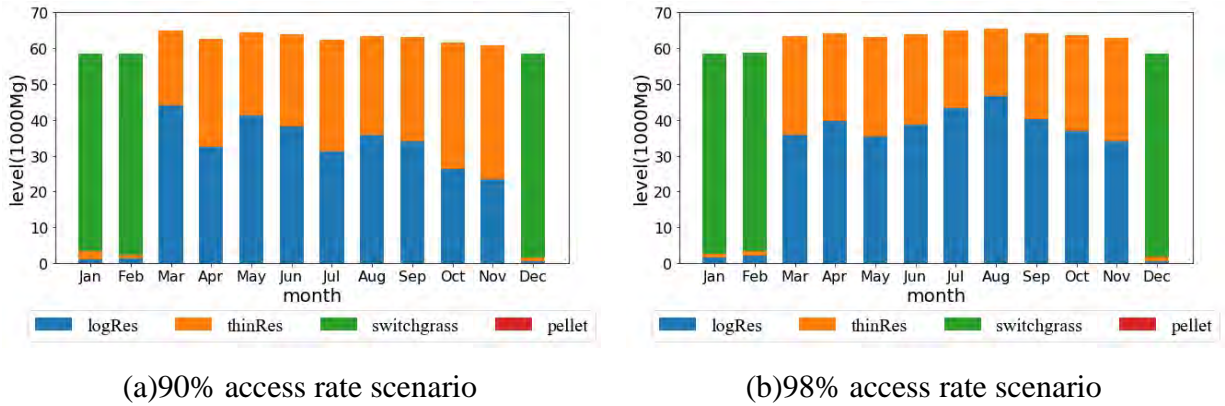 70
60
50
40
30
20
10
0
level(1000Mg)
Jan Feb Mar Apr May Jun Jul Aug Sep Oct Nov Dec
month
logRes thinRes switchgrass pellet
(a)90% access rate scenario
70
60
50
40
30
20
10
0
level(1000Mg)
Jan Feb Mar Apr May Jun Jul Aug Sep Oct Nov Dec
month
logRes thinRes switchgrass pellet
(b)98% access rate scenario